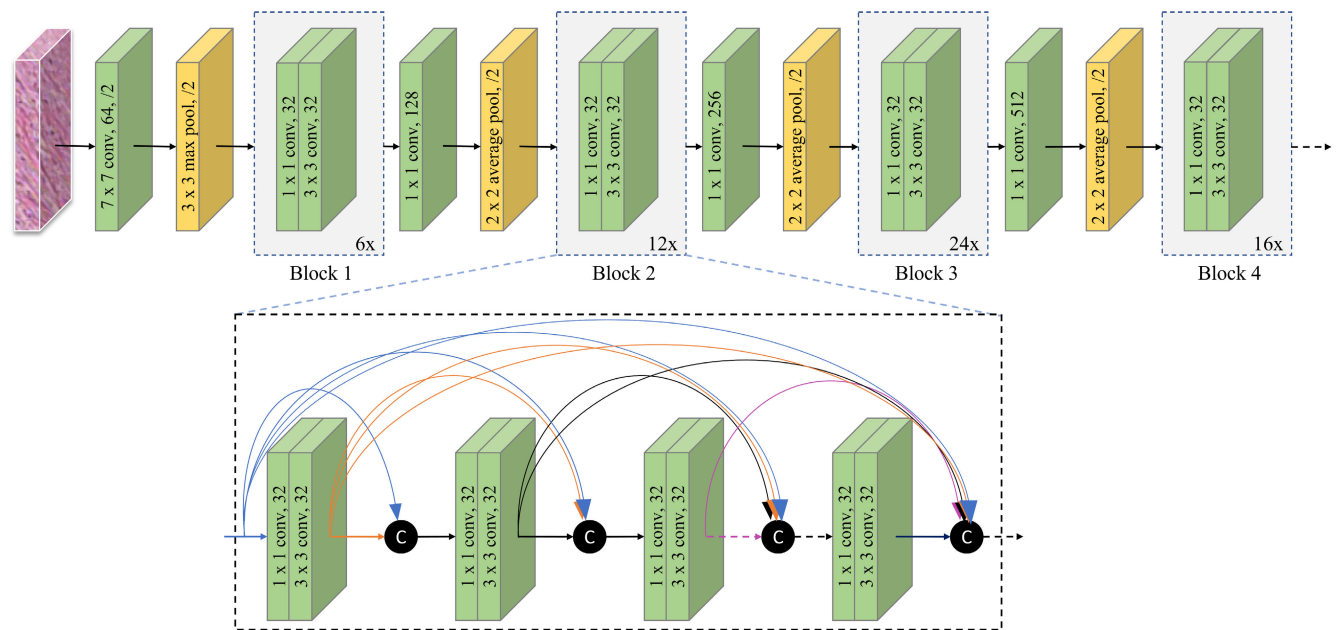 7 x 7 conv, 64, /2
3 x 3 max pool, /2
1 x 1 conv, 32
3 x 3 conv, 32
6x
Block 1
1 x 1 conv, 128
2 x 2 average pool, /2
1 x 1 conv, 32
3 x 3 conv, 32
12x
Block 2
1 x 1 conv, 256
2 x 2 average pool, /2
1 x 1 conv, 32
3 x 3 conv, 32
24x
Block 3
1 x 1 conv, 512
2 x 2 average pool, /2
1 x 1 conv, 32
3 x 3 conv, 32
16x
Block 4
1 x 1 conv, 32
3 x 3 conv, 32
C
1 x 1 conv, 32
3 x 3 conv, 32
C
1 x 1 conv, 32
3 x 3 conv, 32
C
1 x 1 conv, 32
3 x 3 conv, 32
C